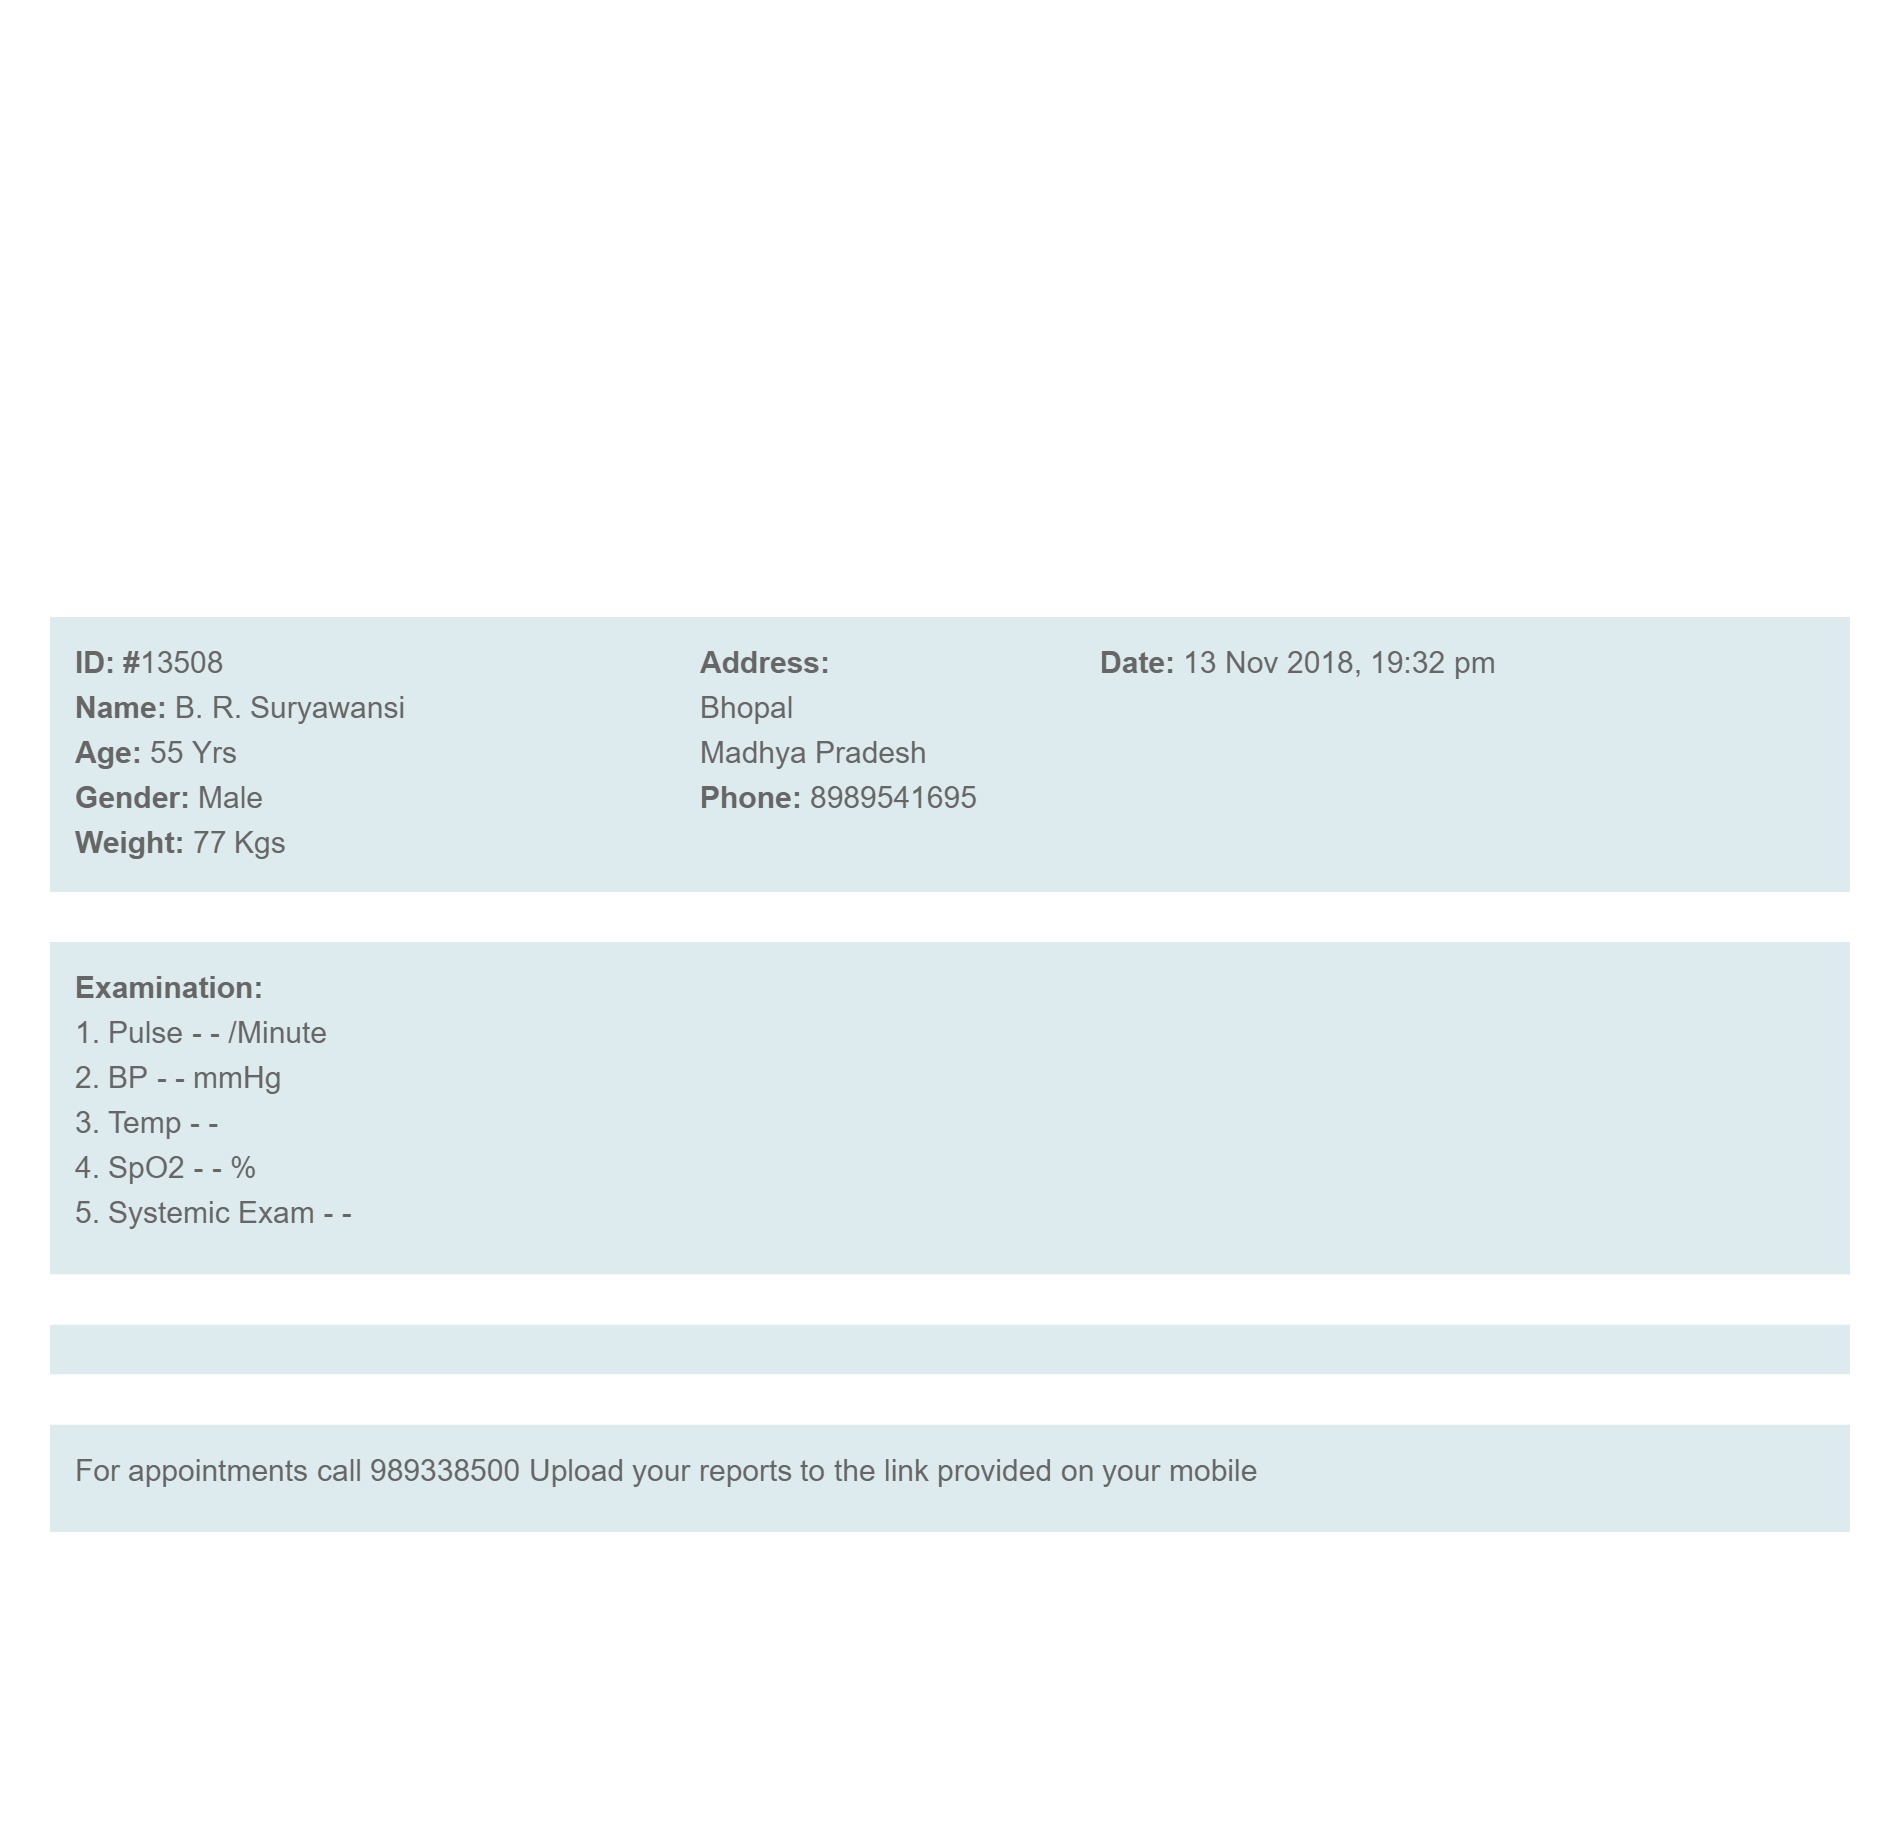 ID: #13508
Name: B. R. Suryawansi
Age: 55 Yrs
Gender: Male
Weight: 77 Kgs
Address:
Bhopal
Madhya Pradesh
Phone: 8989541695
Date: 13 Nov 2018, 19:32 pm
Examination:
1. Pulse - - /Minute
2. BP - - mmHg
3. Temp - -
4. SpO2 - - %
5. Systemic Exam - -
For appointments call 989338500 Upload your reports to the link provided on your mobile